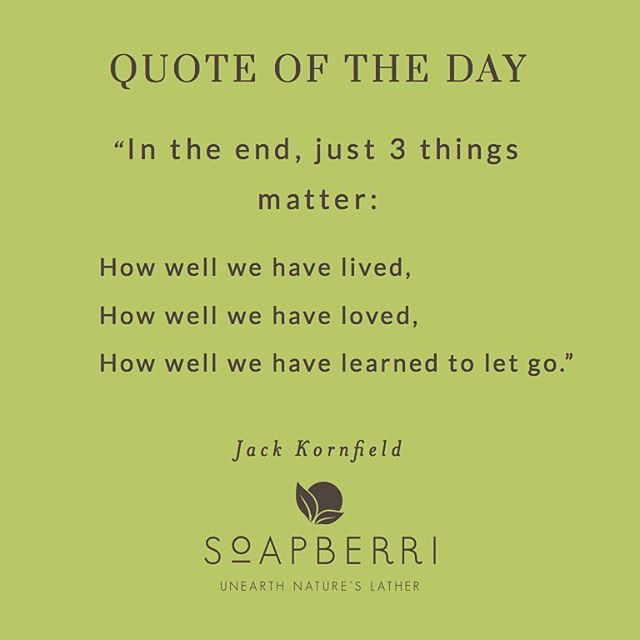 QUOTE OF THE DAY
“In the end, just 3 things
matter:
How well we have lived,
How well we have loved,
How well we have learned to let go.”
Jack Kornfield
SOAPBERRI
UNEARTH NATURE'S LATHER